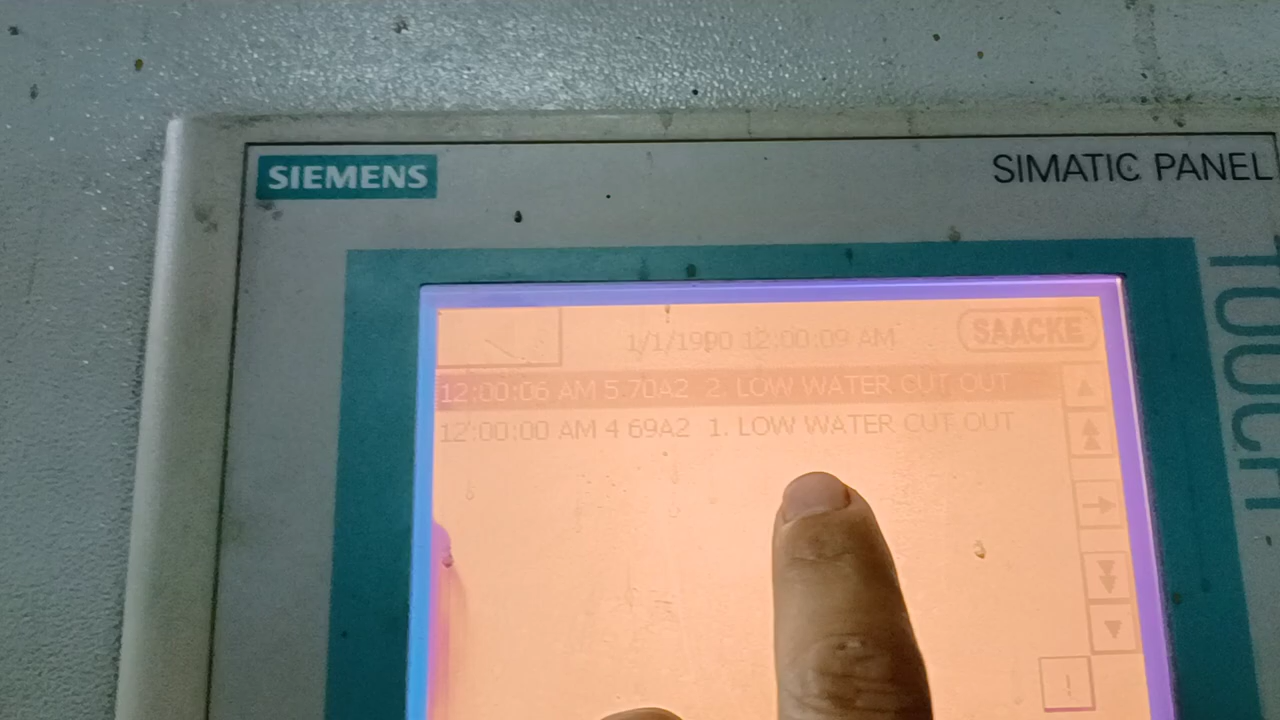 SIEMENS
SIMATIC PANEL
TOUCH
1/1/1990 12:00:09 AM
SAACKE
12:00:06 AM 5 70A2 2. LOW WATER CUT OUT
12:00:00 AM 4 69A2 1. LOW WATER CUT OUT